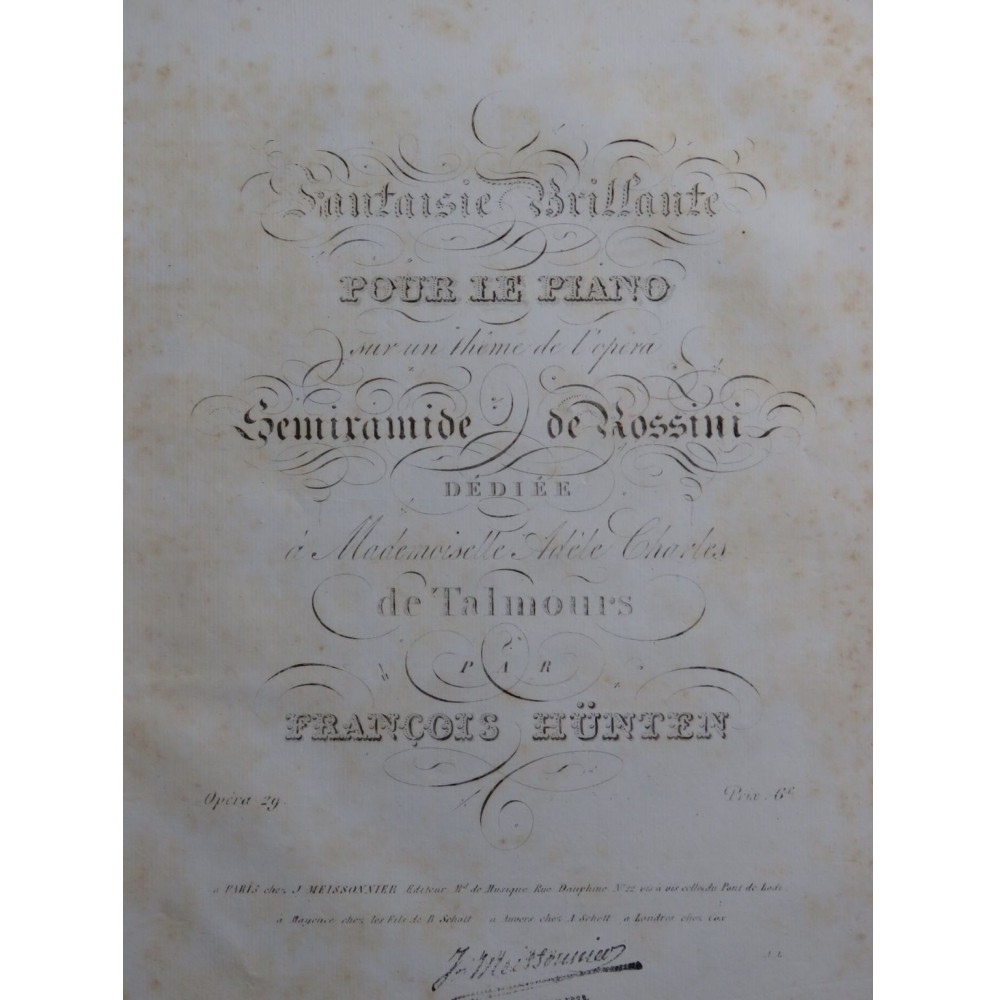 Fantaisie Brillante
POUR LE PIANO
sur un thême de l'opéra
Semiramide de Rossini
DÉDIÉE
à Mademoiselle Adèle Charles
de Talmours
PAR
FRANÇOIS HÜNTEN
Opéra 29. Prix 6f
à PARIS chez J. MEISSONNIER Editeur Md. de Musique Rue Dauphine No. 22 vis à vis celle du Pont de Lodi
à Mayence chez les Fils de B. Schott à Anvers chez A. Schott à Londres chez Cox
J. Meissonnier